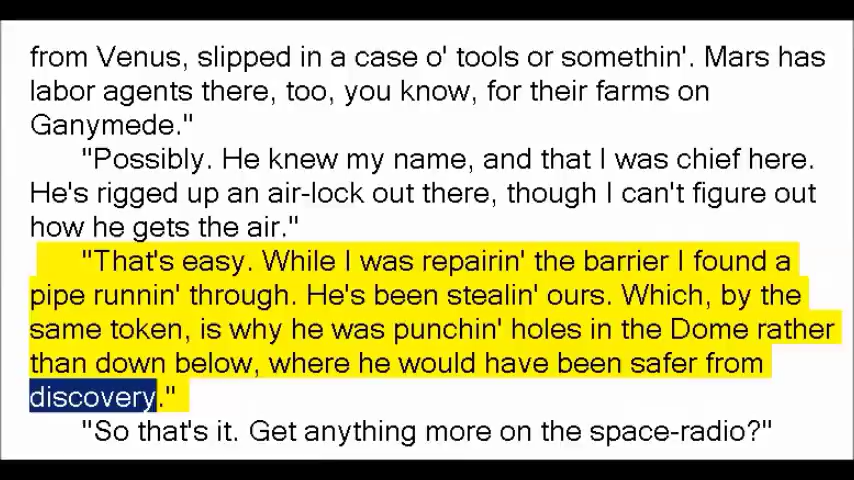 from Venus, slipped in a case o' tools or somethin'. Mars has
labor agents there, too, you know, for their farms on
Ganymede."
"Possibly. He knew my name, and that I was chief here.
He's rigged up an air-lock out there, though I can't figure out
how he gets the air."
"That's easy. While I was repairin' the barrier I found a
pipe runnin' through. He's been stealin' ours. Which, by the
same token, is why he was punchin' holes in the Dome rather
than down below, where he would have been safer from
discovery."
"So that's it. Get anything more on the space-radio?"